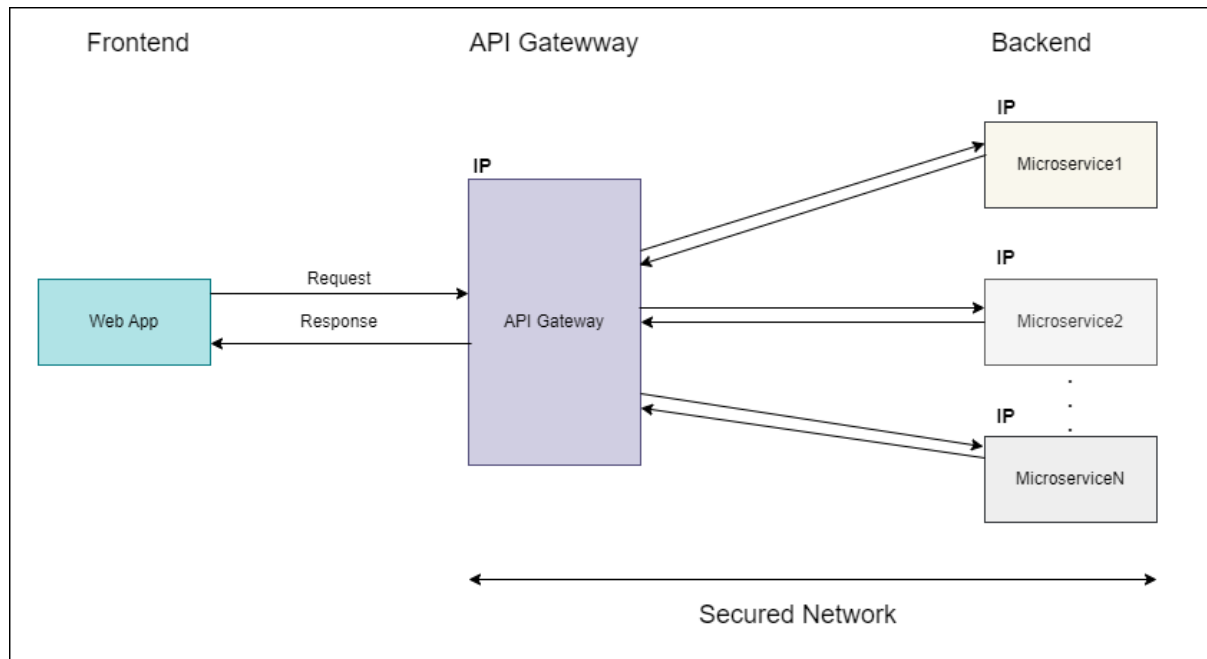 Frontend
API Gatewway
Backend
IP
Microservice1
IP
Request
Web App
Response
API Gateway
IP
Microservice2
.
.
.
IP
MicroserviceN
Secured Network